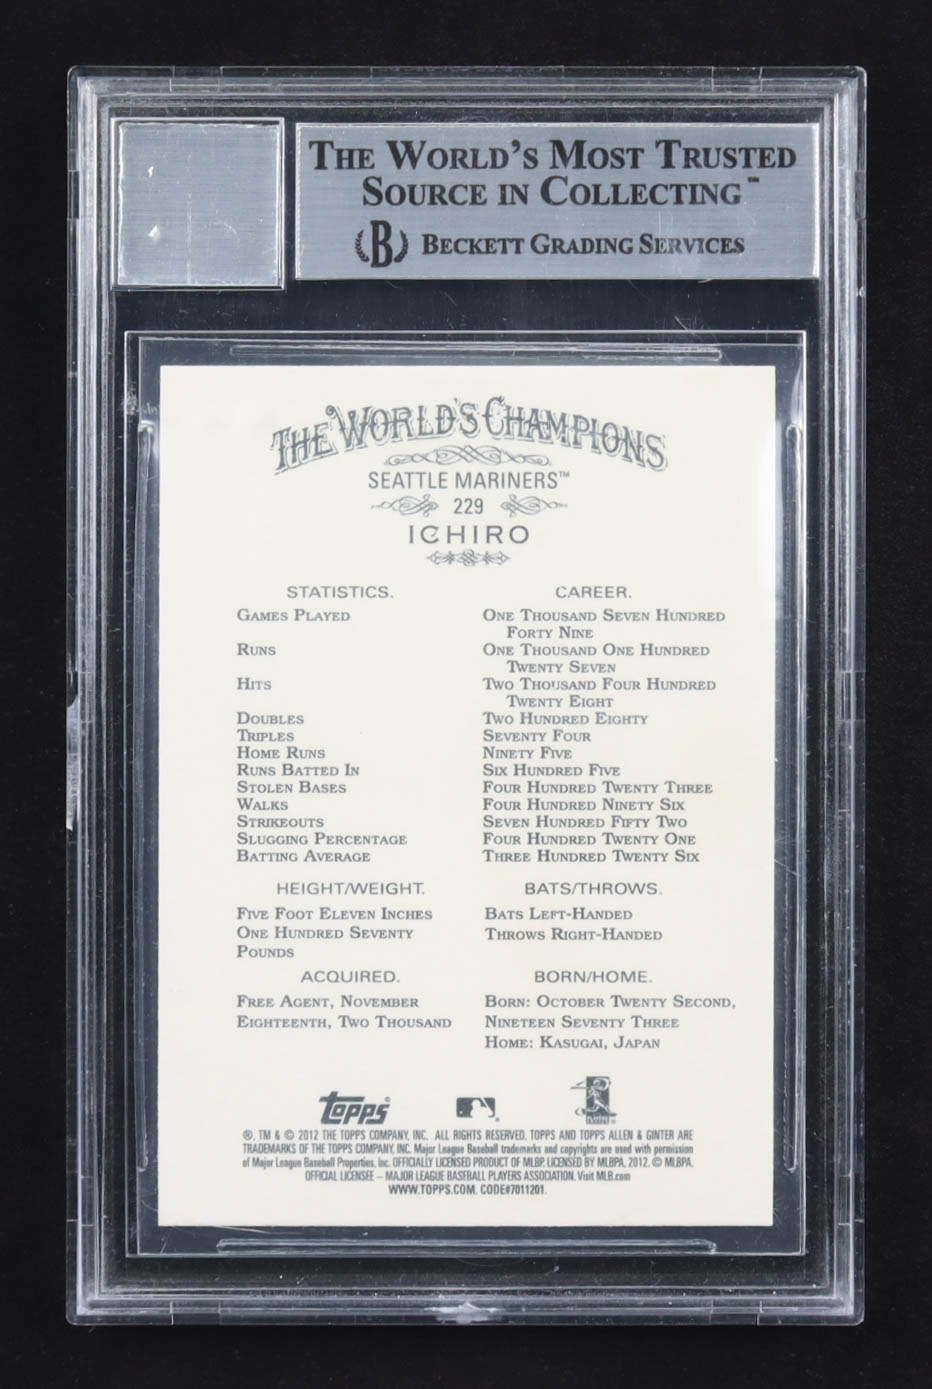 THE WORLD'S MOST TRUSTED
SOURCE IN COLLECTING™
B BECKETT GRADING SERVICES
THE WORLD'S CHAMPIONS
SEATTLE MARINERS™
229
ICHIRO
STATISTICS. CAREER.
GAMES PLAYED ONE THOUSAND SEVEN HUNDRED
FORTY NINE
RUNS ONE THOUSAND ONE HUNDRED
TWENTY SEVEN
HITS TWO THOUSAND FOUR HUNDRED
TWENTY EIGHT
DOUBLES TWO HUNDRED EIGHTY
TRIPLES SEVENTY FOUR
HOME RUNS NINETY FIVE
RUNS BATTED IN SIX HUNDRED FIVE
STOLEN BASES FOUR HUNDRED TWENTY THREE
WALKS FOUR HUNDRED NINETY SIX
STRIKEOUTS SEVEN HUNDRED FIFTY TWO
SLUGGING PERCENTAGE FOUR HUNDRED TWENTY ONE
BATTING AVERAGE THREE HUNDRED TWENTY SIX
HEIGHT/WEIGHT. BATS/THROWS.
FIVE FOOT ELEVEN INCHES BATS LEFT-HANDED
ONE HUNDRED SEVENTY THROWS RIGHT-HANDED
POUNDS
ACQUIRED. BORN/HOME.
FREE AGENT, NOVEMBER BORN: OCTOBER TWENTY SECOND,
EIGHTEENTH, TWO THOUSAND NINETEEN SEVENTY THREE
HOME: KASUGAI, JAPAN
Topps
®, TM & © 2012 THE TOPPS COMPANY, INC. ALL RIGHTS RESERVED. TOPPS AND TOPPS ALLEN & GINTER ARE
TRADEMARKS OF THE TOPPS COMPANY, INC. Major League Baseball trademarks and copyrights are used with permission
of Major League Baseball Properties, Inc. OFFICIALLY LICENSED PRODUCT OF MLBP. LICENSED BY MLBPA, 2012. © MLBPA.
OFFICIAL LICENSEE – MAJOR LEAGUE BASEBALL PLAYERS ASSOCIATION. Visit MLB.com
WWW.TOPPS.COM. CODE#7011201.